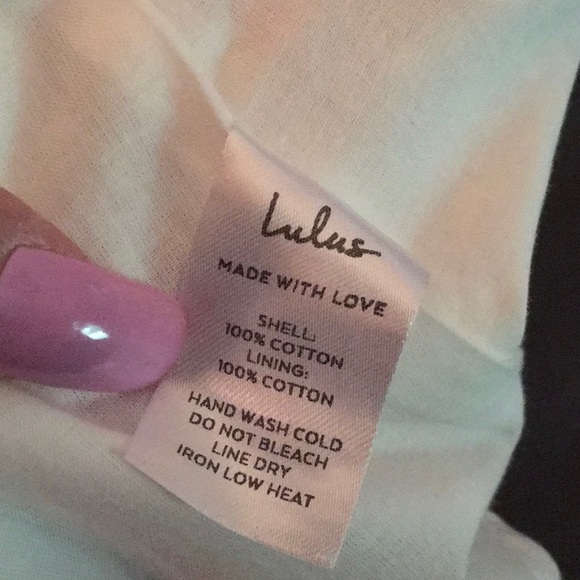 Lulus
MADE WITH LOVE
SHELL:
100% COTTON
LINING:
100% COTTON
HAND WASH COLD
DO NOT BLEACH
LINE DRY
IRON LOW HEAT